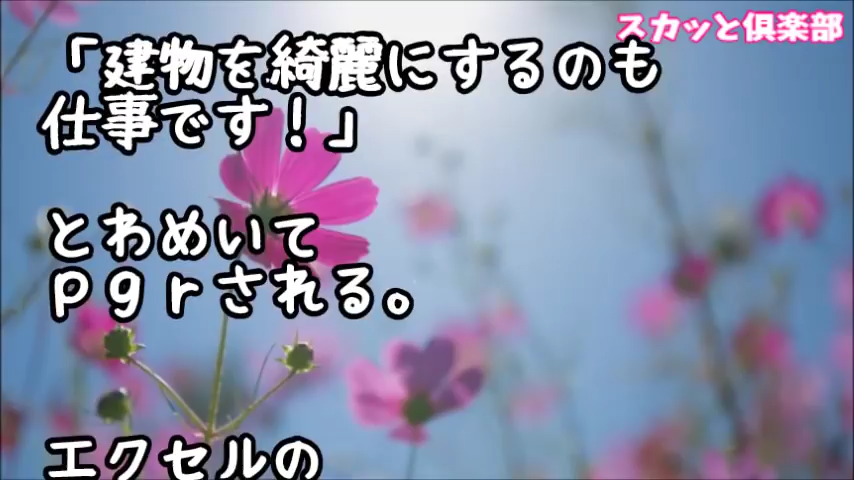 スカッと倶楽部
「建物を綺麗にするのも
仕事です！」
とわめいて
ｐｇｒされる。
エクセルの